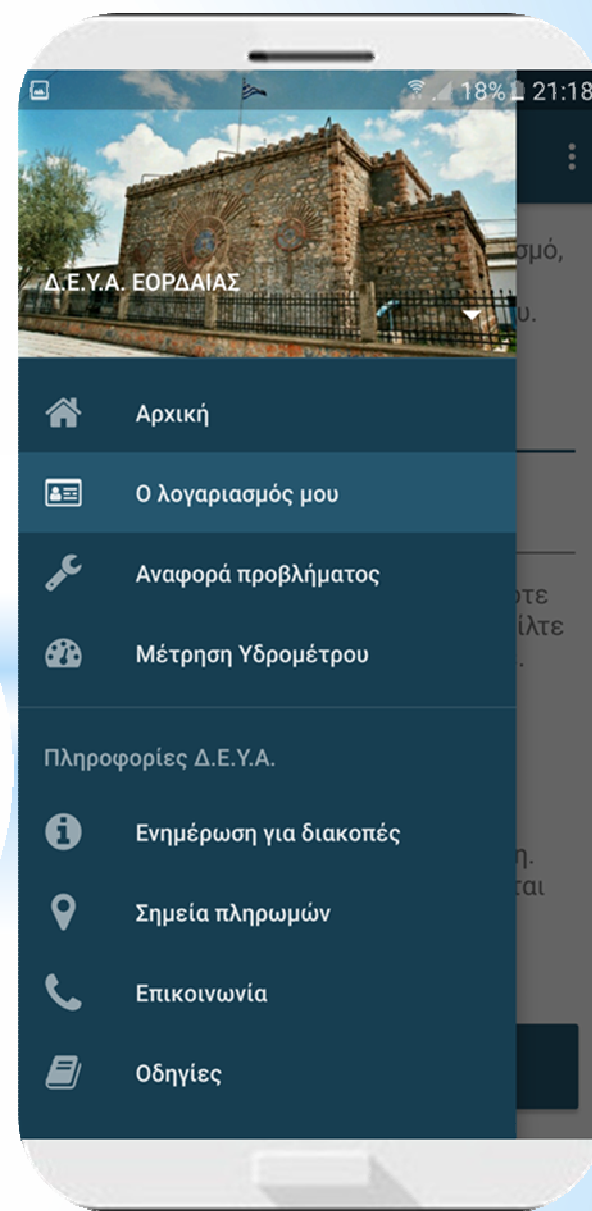 18% 21:18
Δ.Ε.Υ.Α. ΕΟΡΔΑΙΑΣ
Αρχική
Ο λογαριασμός μου
Αναφορά προβλήματος
Μέτρηση Υδρομέτρου
Πληροφορίες Δ.Ε.Υ.Α.
Ενημέρωση για διακοπές
Σημεία πληρωμών
Επικοινωνία
Οδηγίες